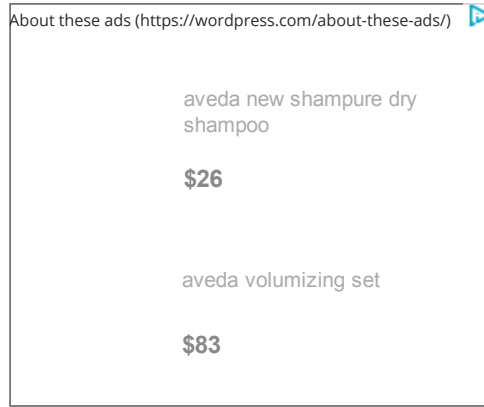 About these ads (https://wordpress.com/about-these-ads/)
aveda new shampure dry
shampoo
$26
aveda volumizing set
$83